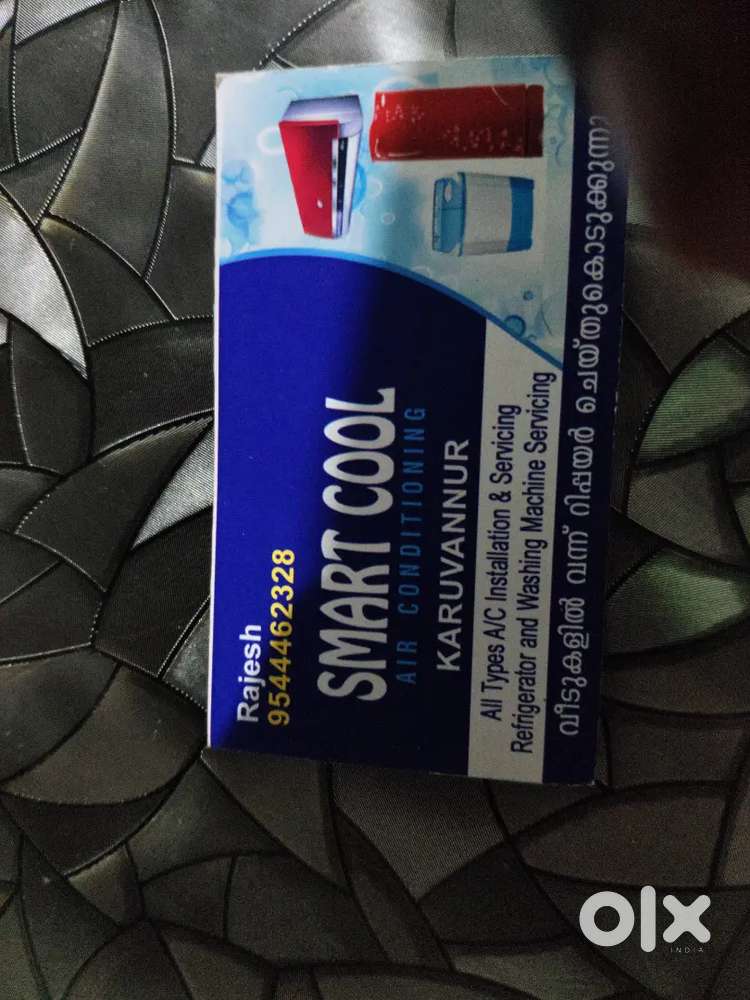 Rajesh
9544462328
SMART COOL
AIR CONDITIONING
KARUVANNUR
All Types A/C Installation & Servicing
Refrigerator and Washing Machine Servicing
വീടുകളിൽ വന്ന് റിപ്പയർ ചെയ്തുകൊടുക്കുന്നു
olx
INDIA